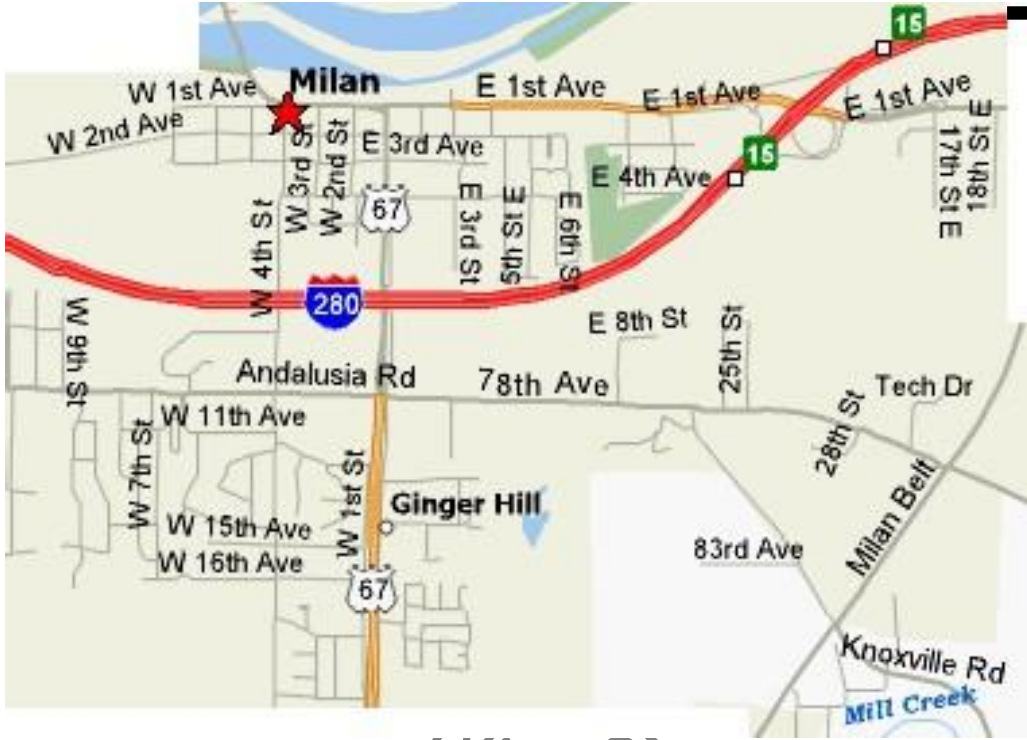 15
Milan
W 1st Ave
E 1st Ave
E 1st Ave
E 1st Ave
W 2nd Ave
W 3rd St
W 2nd St
E 3rd Ave
15
17th St E
E St 18th
E 4th Ave
67
W 4th St
E 3rd St
E St 5th
E 6th St
280
W 9th St
E 8th St
25th St
Andalusia Rd
78th Ave
Tech Dr
W 11th Ave
28th St
W 7th St
W 1st St
Ginger Hill
Milan Belt
W 15th Ave
83rd Ave
W 16th Ave
67
Knoxville Rd
Mill Creek